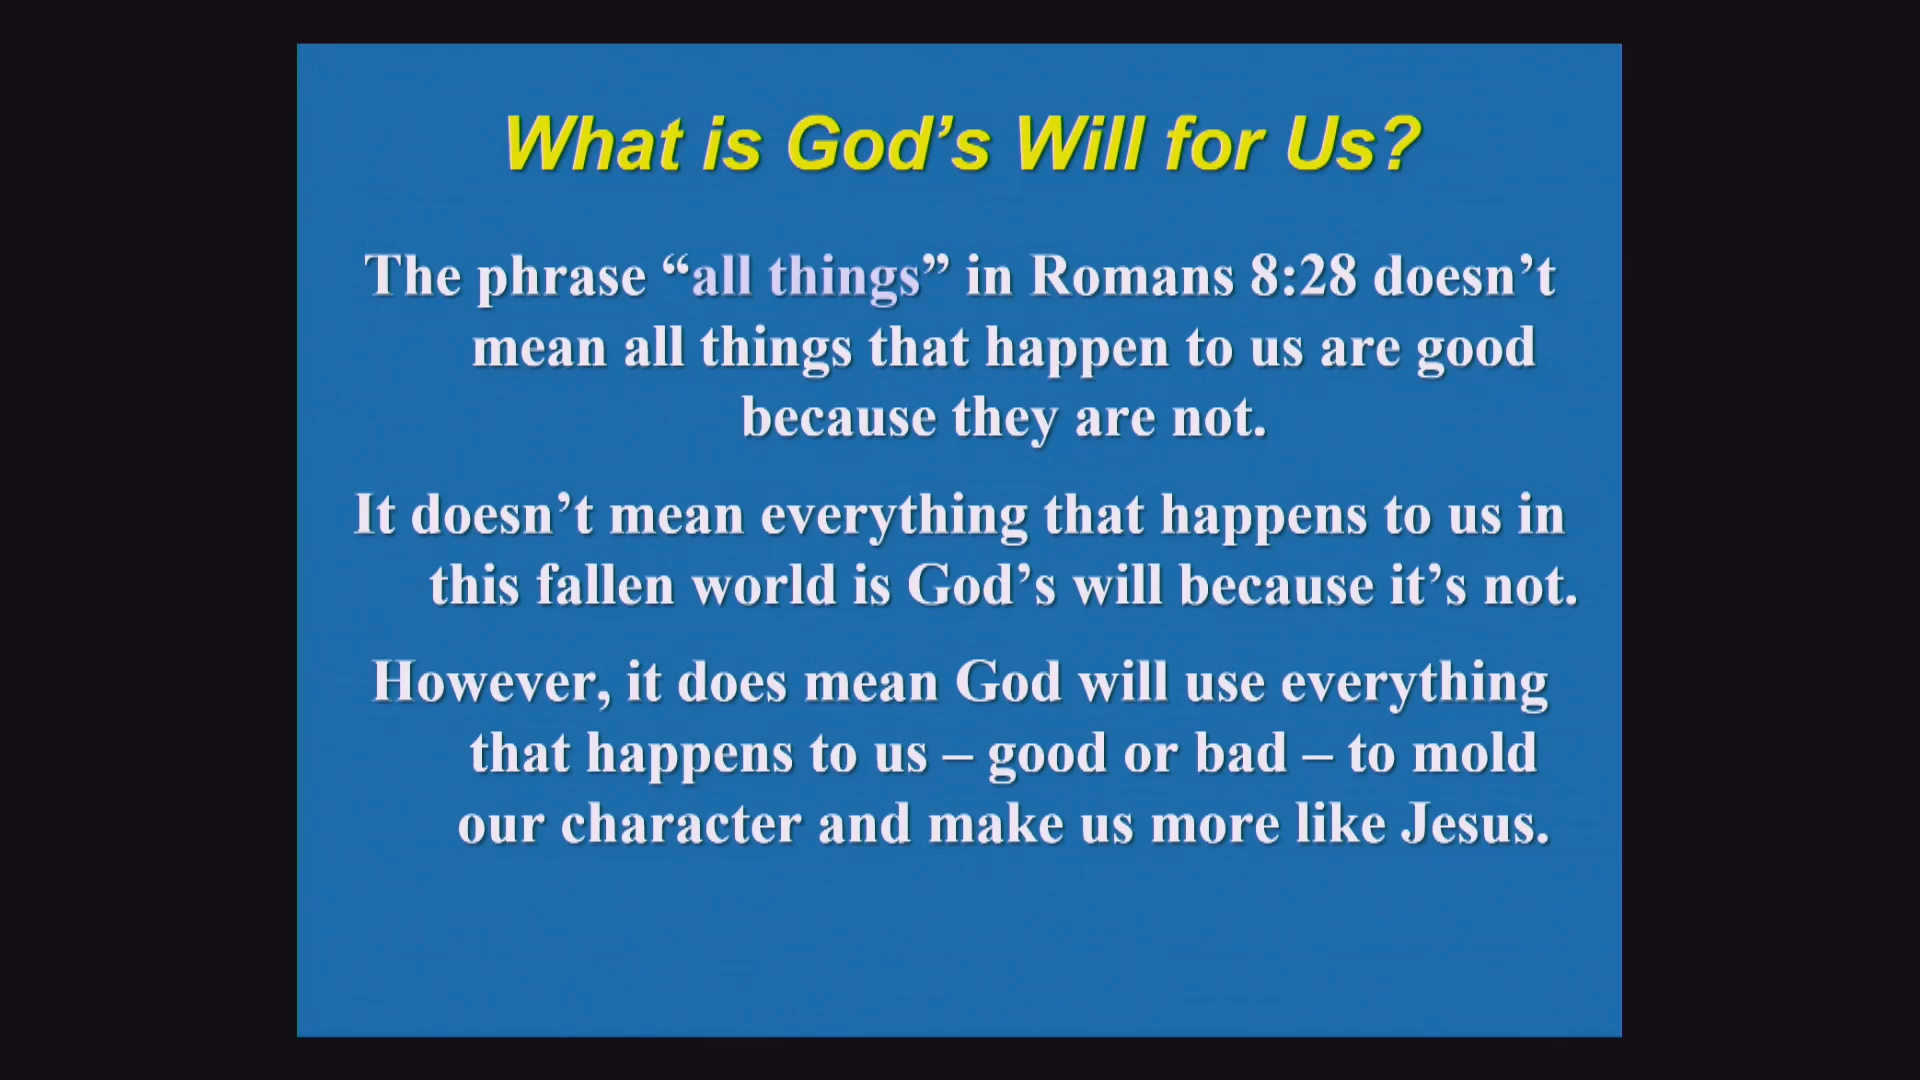 What is God’s Will for Us?
The phrase “all things” in Romans 8:28 doesn’t
mean all things that happen to us are good
because they are not.
It doesn’t mean everything that happens to us in
this fallen world is God’s will because it’s not.
However, it does mean God will use everything
that happens to us – good or bad – to mold
our character and make us more like Jesus.